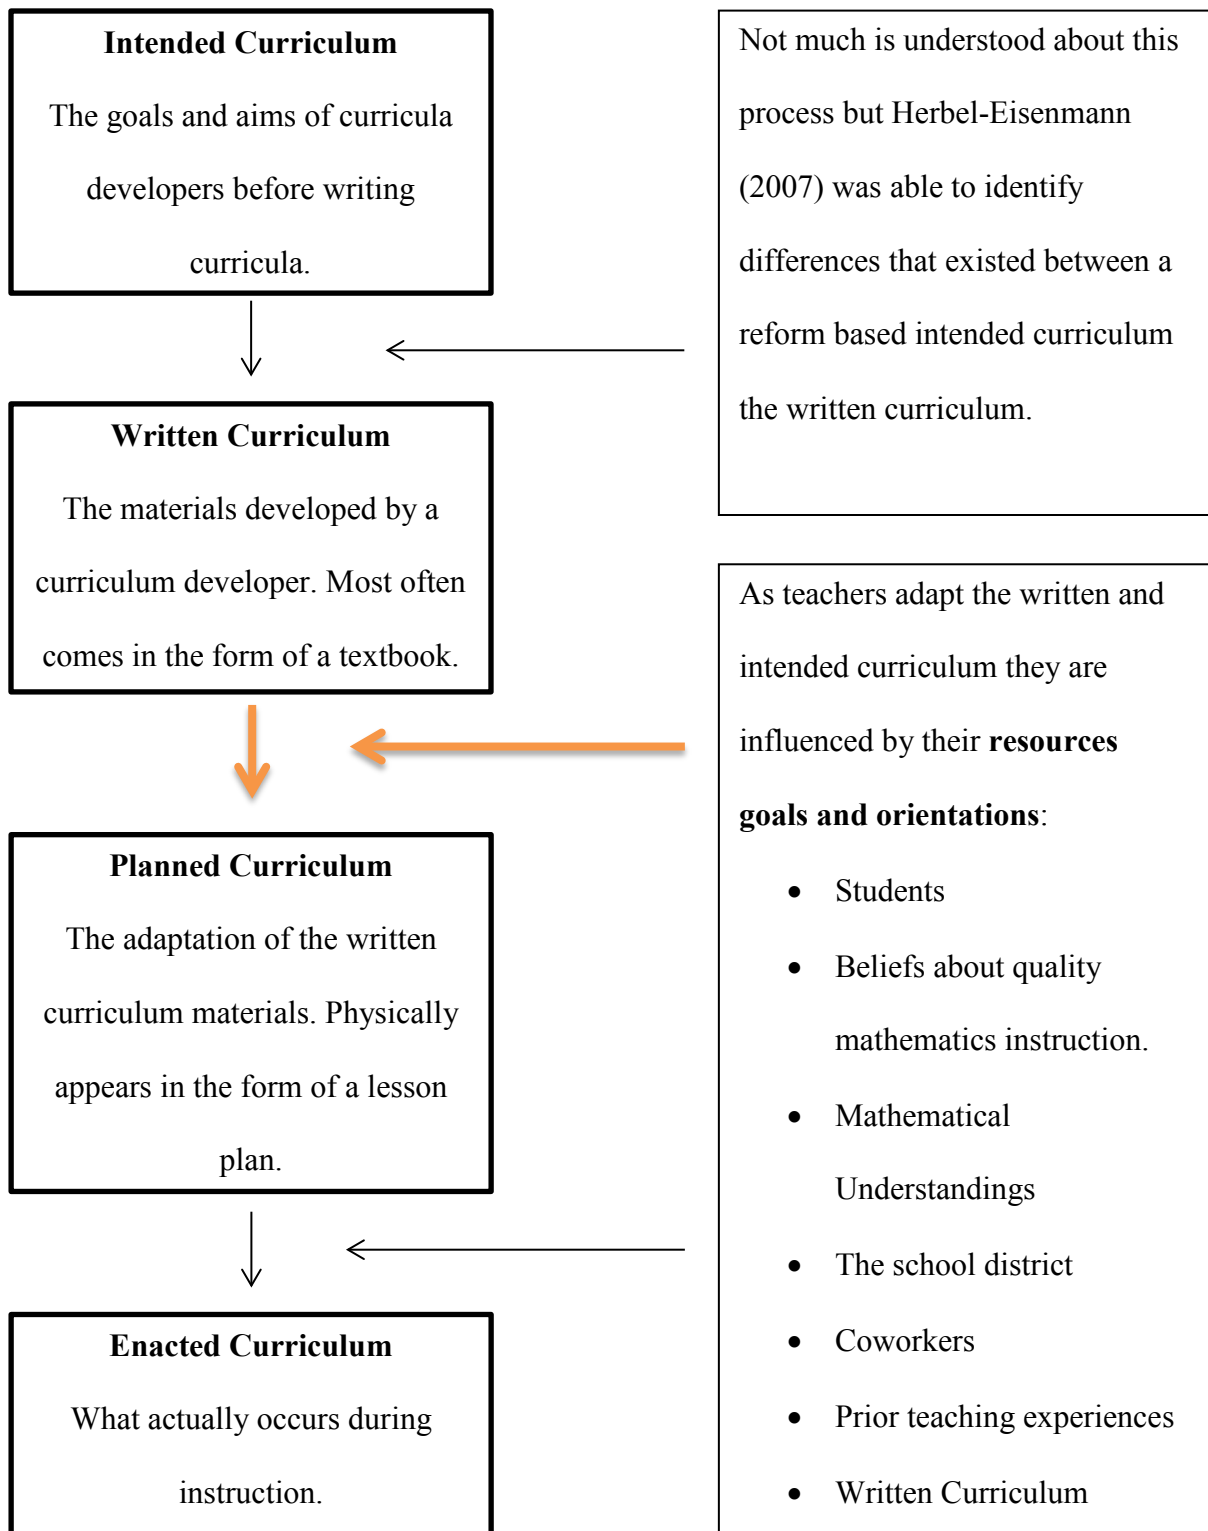 Intended Curriculum
The goals and aims of curricula
developers before writing
curricula.
Written Curriculum
The materials developed by a
curriculum developer. Most often
comes in the form of a textbook.
Planned Curriculum
The adaptation of the written
curriculum materials. Physically
appears in the form of a lesson
plan.
Enacted Curriculum
What actually occurs during
instruction.
Not much is understood about this
process but Herbel-Eisenmann
(2007) was able to identify
differences that existed between a
reform based intended curriculum
the written curriculum.
As teachers adapt the written and
intended curriculum they are
influenced by their resources
goals and orientations:
• Students
• Beliefs about quality
mathematics instruction.
• Mathematical
Understandings
• The school district
• Coworkers
• Prior teaching experiences
• Written Curriculum